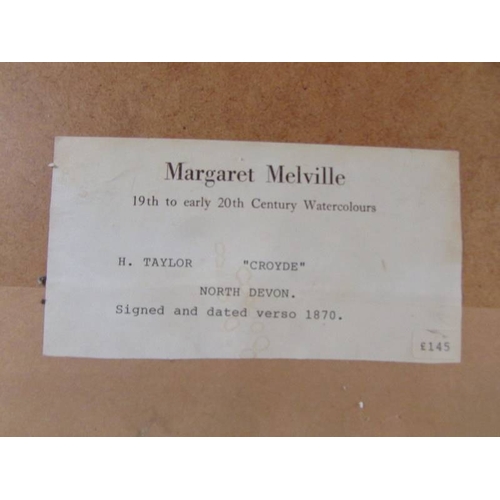 Margaret Melville
19th to early 20th Century Watercolours
H. TAYLOR "CROYDE"
NORTH DEVON.
Signed and dated verso 1870.
£145